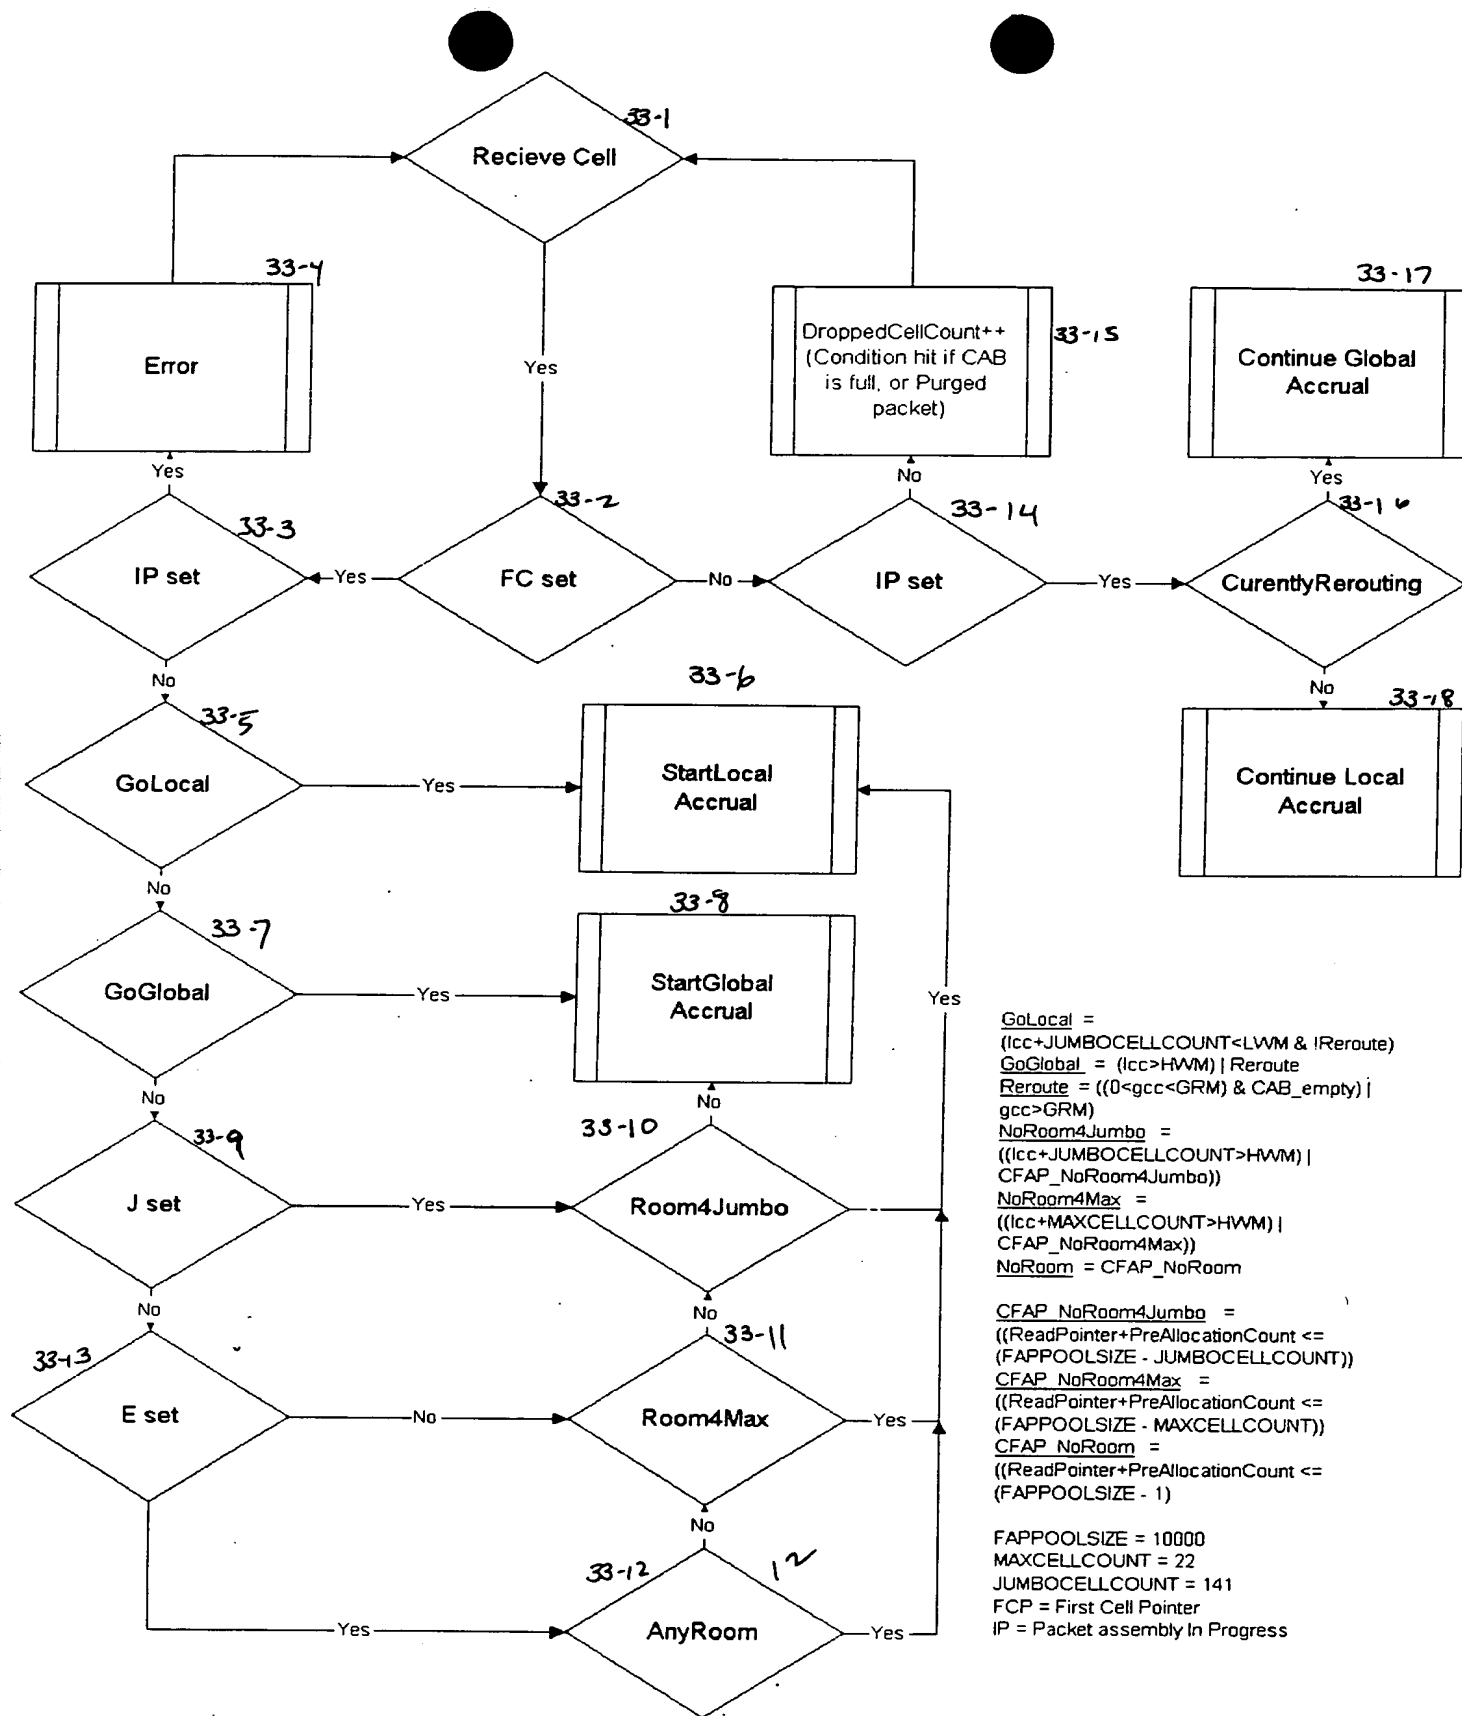 33-1
Recieve Cell
33-4
Error
Yes
DroppedCellCount++
(Condition hit if CAB
is full, or Purged
packet)
33-15
33-17
Continue Global
Accrual
Yes
No
Yes
33-3
IP set
Yes
33-2
FC set
No
33-14
IP set
Yes
33-16
CurentlyRerouting
No
No
33-18
Continue Local
Accrual
33-5
GoLocal
Yes
33-6
StartLocal
Accrual
No
33-7
GoGlobal
Yes
33-8
StartGlobal
Accrual
Yes
No
No
33-9
J set
Yes
33-10
Room4Jumbo
No
No
33-13
E set
No
33-11
Room4Max
Yes
No
Yes
33-12
12
AnyRoom
Yes
GoLocal =
(lcc+JUMBOCELLCOUNT<LWM & !Reroute)
GoGlobal = (lcc>HWM) | Reroute
Reroute = ((0<gcc<GRM) & CAB_empty) |
gcc>GRM)
NoRoom4Jumbo =
((lcc+JUMBOCELLCOUNT>HWM) |
CFAP_NoRoom4Jumbo))
NoRoom4Max =
((lcc+MAXCELLCOUNT>HWM) |
CFAP_NoRoom4Max))
NoRoom = CFAP_NoRoom
CFAP_NoRoom4Jumbo =
((ReadPointer+PreAllocationCount <=
(FAPPOOLSIZE - JUMBOCELLCOUNT))
CFAP_NoRoom4Max =
((ReadPointer+PreAllocationCount <=
(FAPPOOLSIZE - MAXCELLCOUNT))
CFAP_NoRoom =
((ReadPointer+PreAllocationCount <=
(FAPPOOLSIZE - 1)
FAPPOOLSIZE = 10000
MAXCELLCOUNT = 22
JUMBOCELLCOUNT = 141
FCP = First Cell Pointer
IP = Packet assembly In Progress